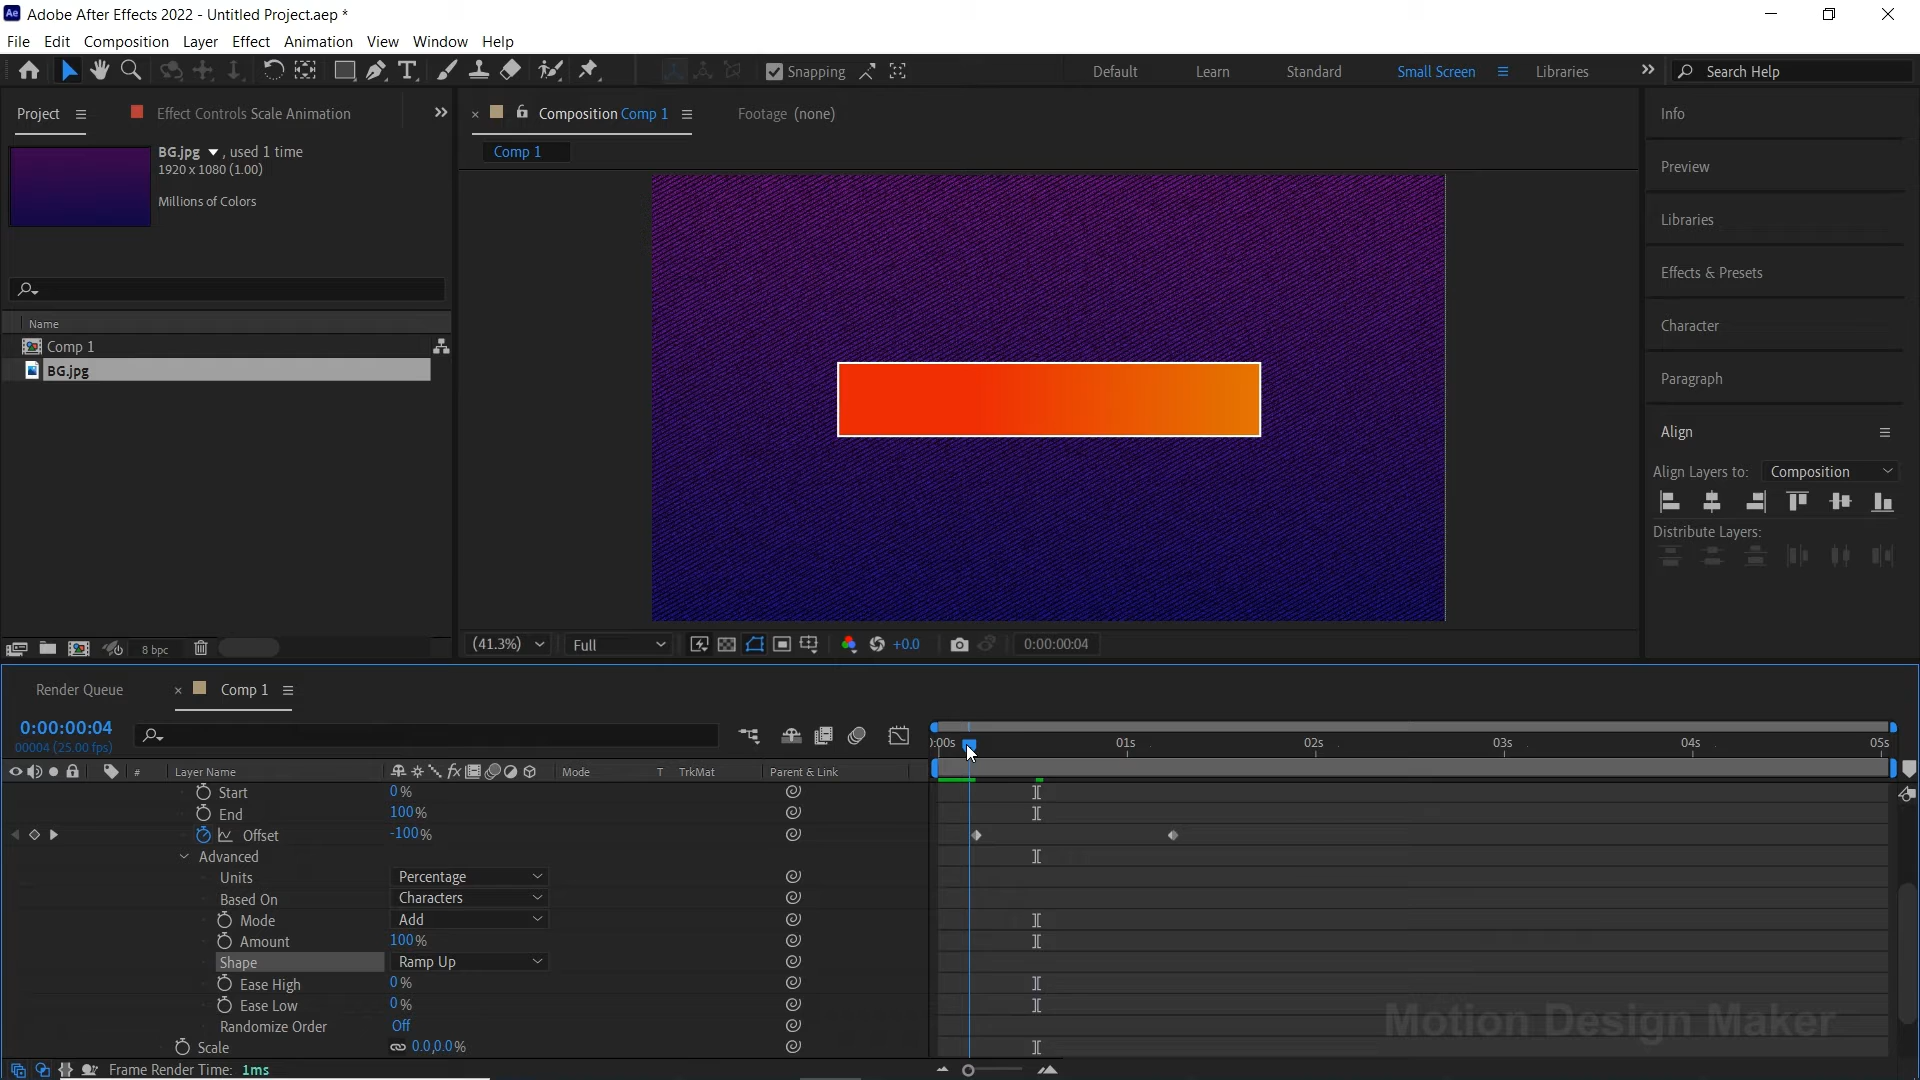 Ae Adobe After Effects 2022 - Untitled Project.aep *
File Edit Composition Layer Effect Animation View Window Help
Snapping Default Learn Standard Small Screen Libraries Search Help
Project Effect Controls Scale Animation
Composition Comp 1 Footage (none)
Comp 1
BG.jpg , used 1 time
1920 x 1080 (1.00)
Millions of Colors
Name
Comp 1
BG.jpg
8 bpc
(41.3%) Full +0.0 0:00:00:04
Info
Preview
Libraries
Effects & Presets
Character
Paragraph
Align
Align Layers to: Composition
Distribute Layers:
Render Queue Comp 1
0:00:00:04
00004 (25.00 fps)
):00s 01s 02s 03s 04s 05s
# Layer Name Mode T TrkMat Parent & Link
Start 0%
End 100%
Offset -100%
Advanced
Units Percentage
Based On Characters
Mode Add
Amount 100%
Shape Ramp Up
Ease High 0%
Ease Low 0%
Randomize Order Off
Scale 0.0,0.0%
Motion Design Maker
Frame Render Time: 1ms